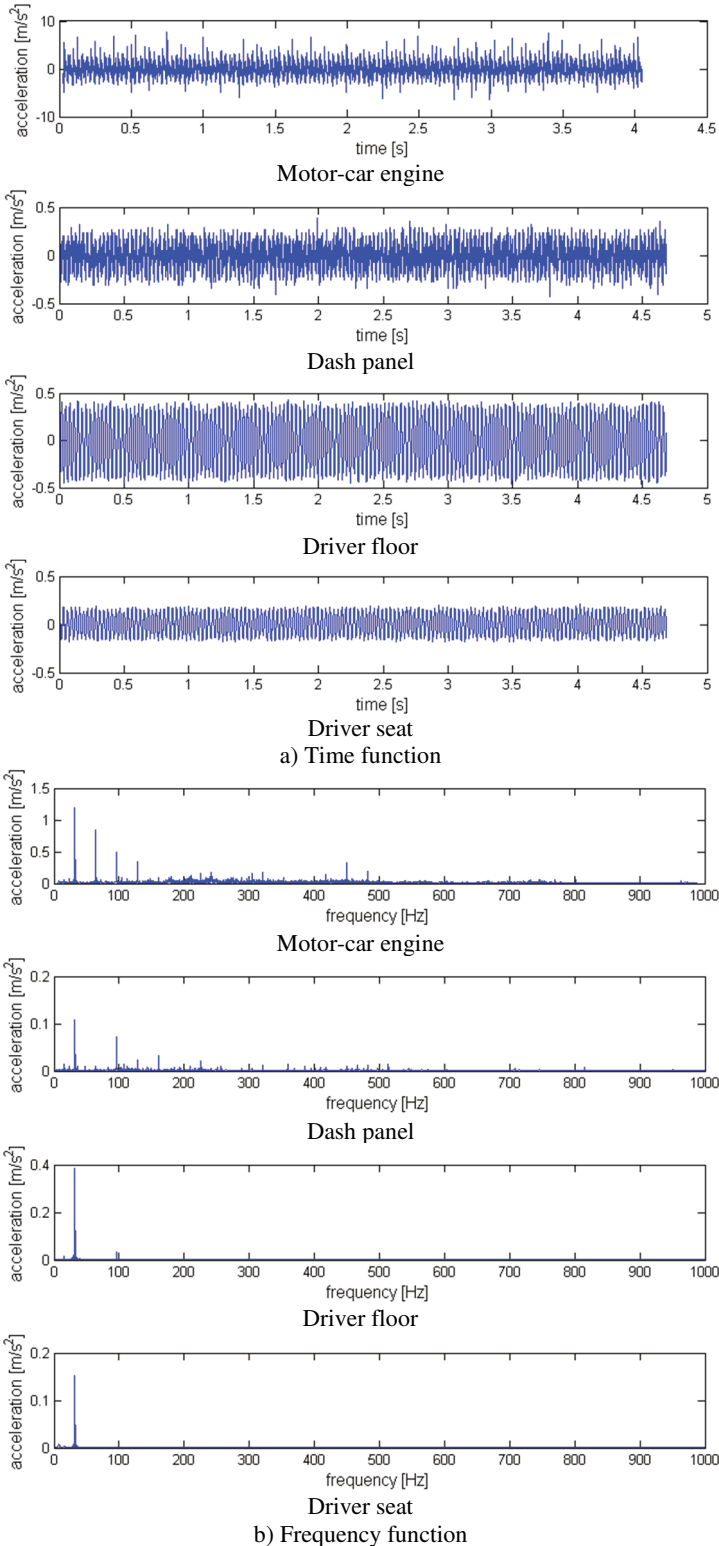 acceleration [m/s²]
10
0
-10
0 0.5 1 1.5 2 2.5 3 3.5 4 4.5
time [s]
Motor-car engine
acceleration [m/s²]
0.5
0
-0.5
0 0.5 1 1.5 2 2.5 3 3.5 4 4.5 5
time [s]
Dash panel
acceleration [m/s²]
0.5
0
-0.5
0 0.5 1 1.5 2 2.5 3 3.5 4 4.5 5
time [s]
Driver floor
acceleration [m/s²]
0.5
0
-0.5
0 0.5 1 1.5 2 2.5 3 3.5 4 4.5 5
time [s]
Driver seat
a) Time function
acceleration [m/s²]
1.5
1
0.5
0
0 100 200 300 400 500 600 700 800 900 1000
frequency [Hz]
Motor-car engine
acceleration [m/s²]
0.2
0.1
0
0 100 200 300 400 500 600 700 800 900 1000
frequency [Hz]
Dash panel
acceleration [m/s²]
0.4
0.2
0
0 100 200 300 400 500 600 700 800 900 1000
frequency [Hz]
Driver floor
acceleration [m/s²]
0.2
0.1
0
0 100 200 300 400 500 600 700 800 900 1000
frequency [Hz]
Driver seat
b) Frequency function